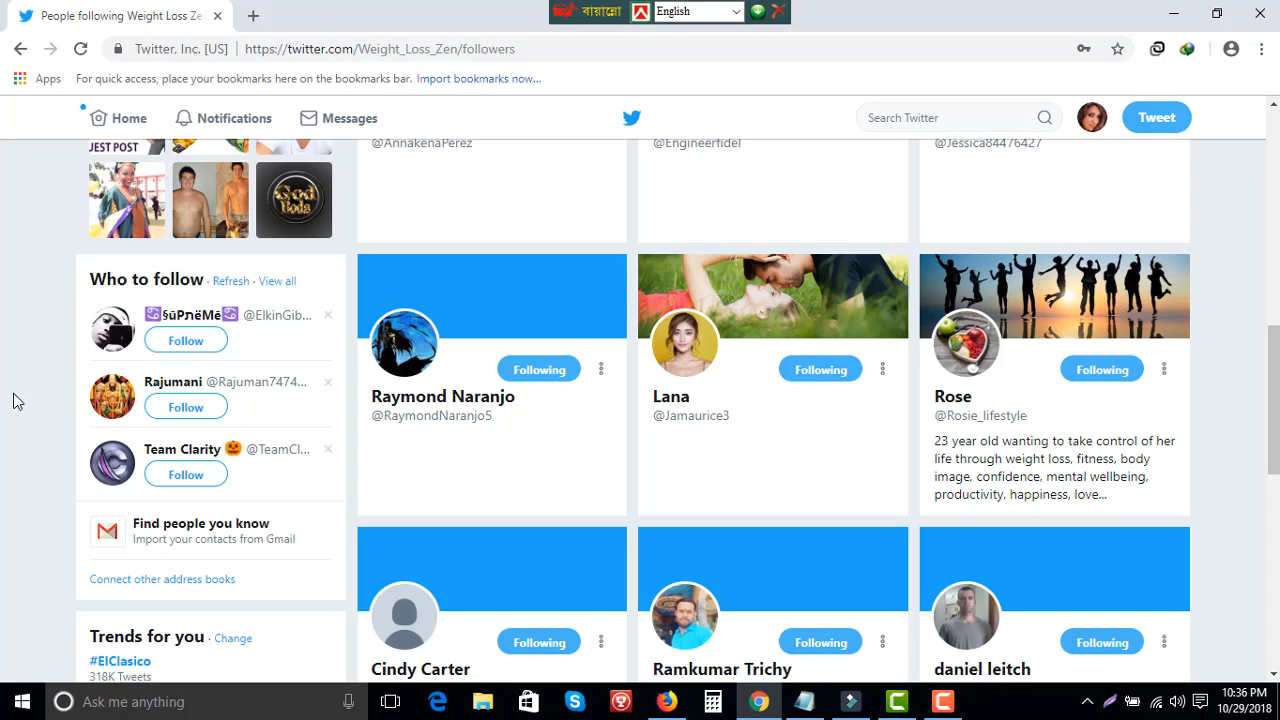 People following Weight Loss Ze
বায়ান্নো
English
Twitter, Inc. [US]
https://twitter.com/Weight_Loss_Zen/followers
Apps
For quick access, place your bookmarks here on the bookmarks bar. Import bookmarks now...
Home
Notifications
Messages
Search Twitter
Tweet
UEST POST
God
@AnnakenaPerez
@Engineerfidel
@Jessica84476427
Who to follow · Refresh · View all
@ElkinGib...
Follow
Rajumani @Rajuman7474...
Follow
Team Clarity @TeamCl...
Follow
Find people you know
Import your contacts from Gmail
Connect other address books
Trends for you · Change
#ElClasico
318K Tweets
Following
Raymond Naranjo
@RaymondNaranjo5
Following
Lana
@Jamaurice3
Following
Rose
@Rosie_lifestyle
23 year old wanting to take control of her
life through weight loss, fitness, body
image, confidence, mental wellbeing,
productivity, happiness, love...
Following
Cindy Carter
Following
Ramkumar Trichy
Following
daniel leitch
Ask me anything
10:36 PM
10/29/2018